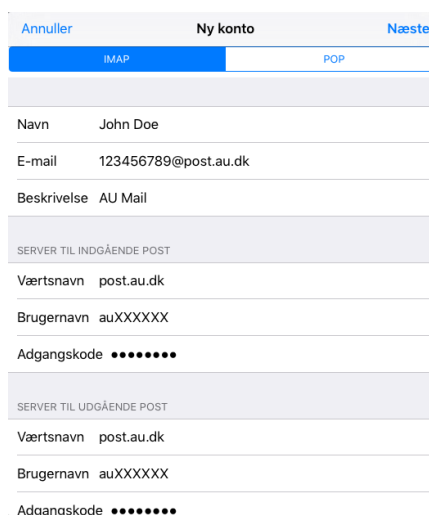 Annuller Ny konto Næste
IMAP POP
Navn John Doe
E-mail 123456789@post.au.dk
Beskrivelse AU Mail
SERVER TIL INDGÅENDE POST
Værtsnavn post.au.dk
Brugernavn auXXXXXX
Adgangskode ●●●●●●●●
SERVER TIL UDGÅENDE POST
Værtsnavn post.au.dk
Brugernavn auXXXXXX
Adgangskode ●●●●●●●●